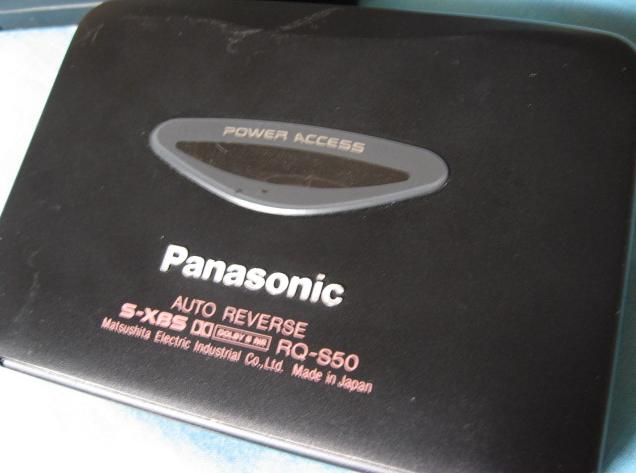 POWER ACCESS
Panasonic
AUTO REVERSE
S-XBS DOLBY B NR RQ-S50
Matsushita Electric Industrial Co.,Ltd. Made in Japan